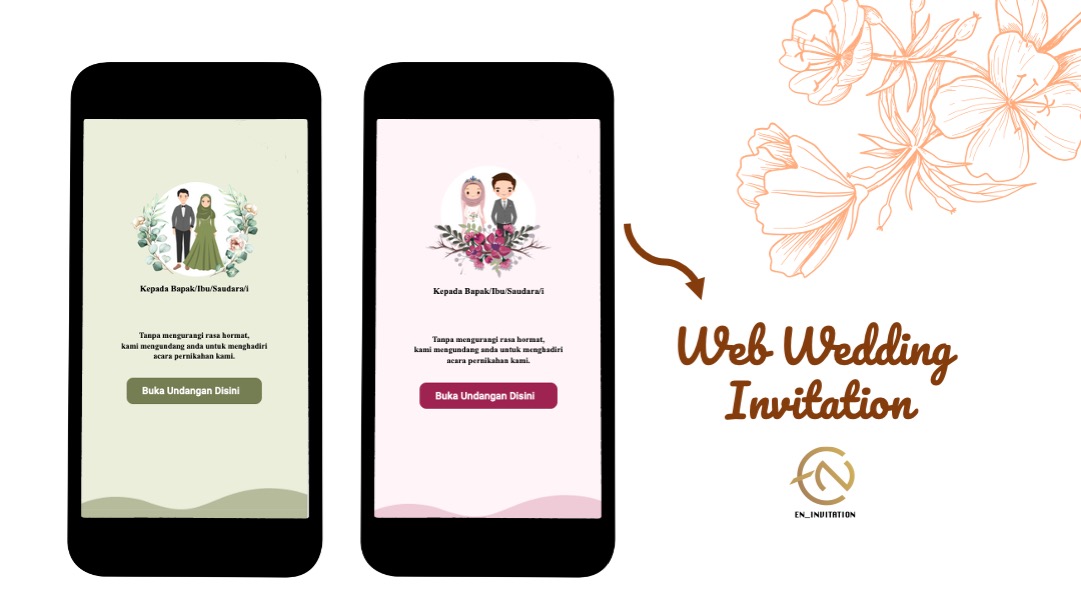 Kepada Bapak/Ibu/Saudara/i
Tanpa mengurangi rasa hormat,
kami mengundang anda untuk menghadiri
acara pernikahan kami.
Buka Undangan Disini
Kepada Bapak/Ibu/Saudara/i
Tanpa mengurangi rasa hormat,
kami mengundang anda untuk menghadiri
acara pernikahan kami.
Buka Undangan Disini
Web Wedding
Invitation
EN_INVITATION